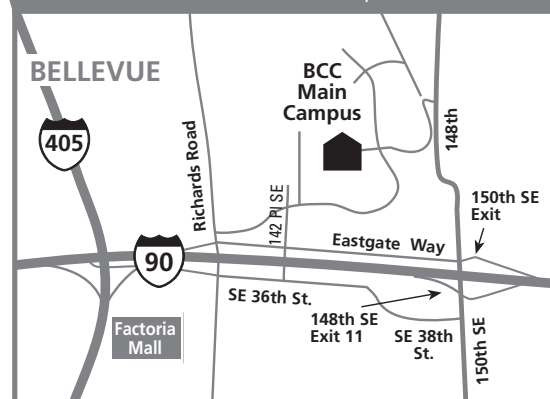 BELLEVUE
BCC
Main
Campus
405
Richards Road
148th
142 Pl SE
150th SE
Exit
Eastgate Way
90
SE 36th St.
148th SE
Exit 11
SE 38th
St.
150th SE
Factoria
Mall